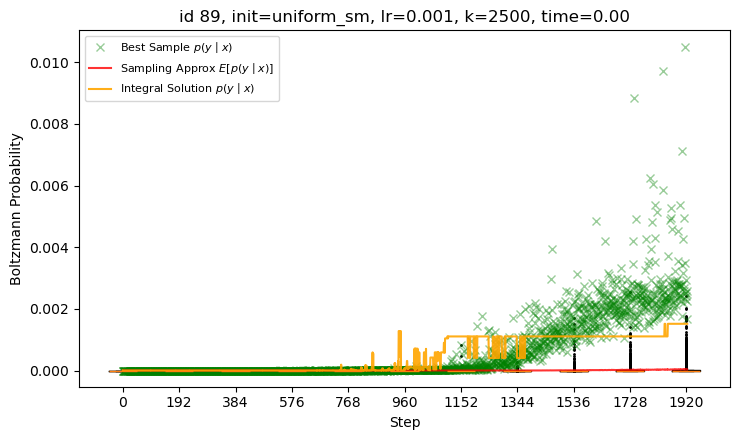 id 89, init=uniform_sm, lr=0.001, k=2500, time=0.00
Best Sample p(y | x)
Sampling Approx E[p(y | x)]
Integral Solution p(y | x)
Boltzmann Probability
0.010
0.008
0.006
0.004
0.002
0.000
0 192 384 576 768 960 1152 1344 1536 1728 1920
Step